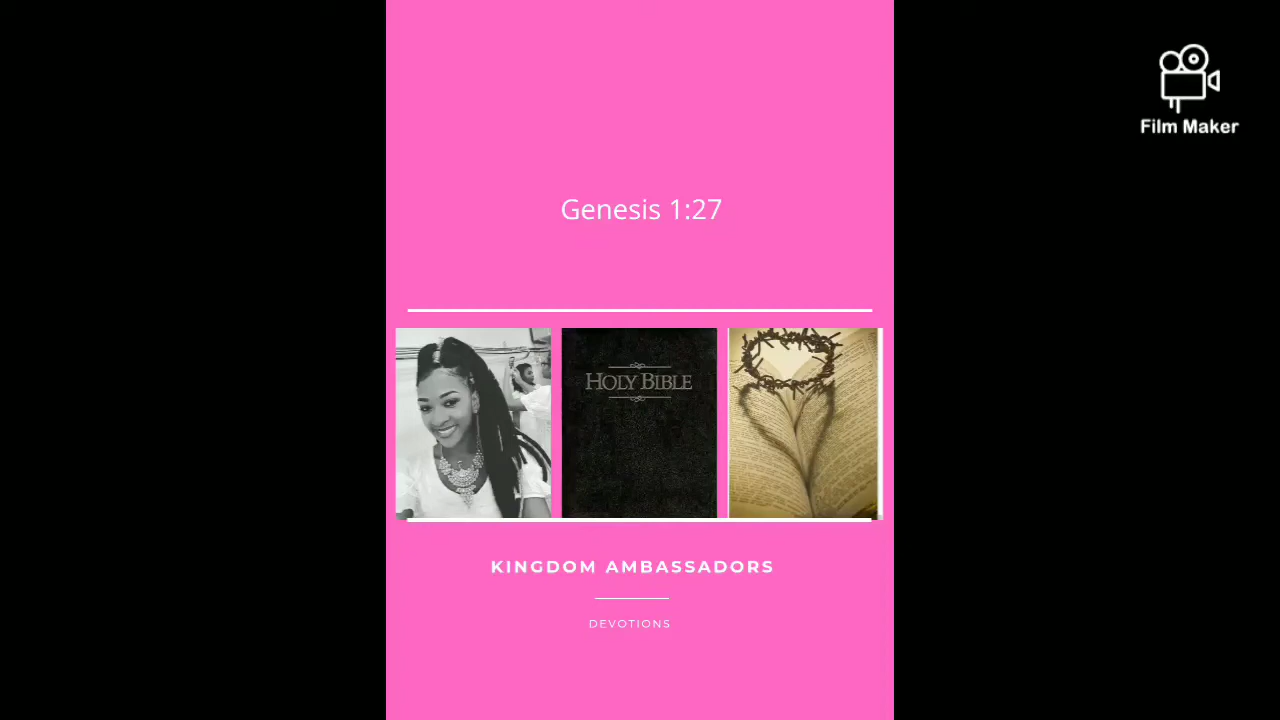 Film Maker
Genesis 1:27
HOLY BIBLE
KINGDOM AMBASSADORS
DEVOTIONS